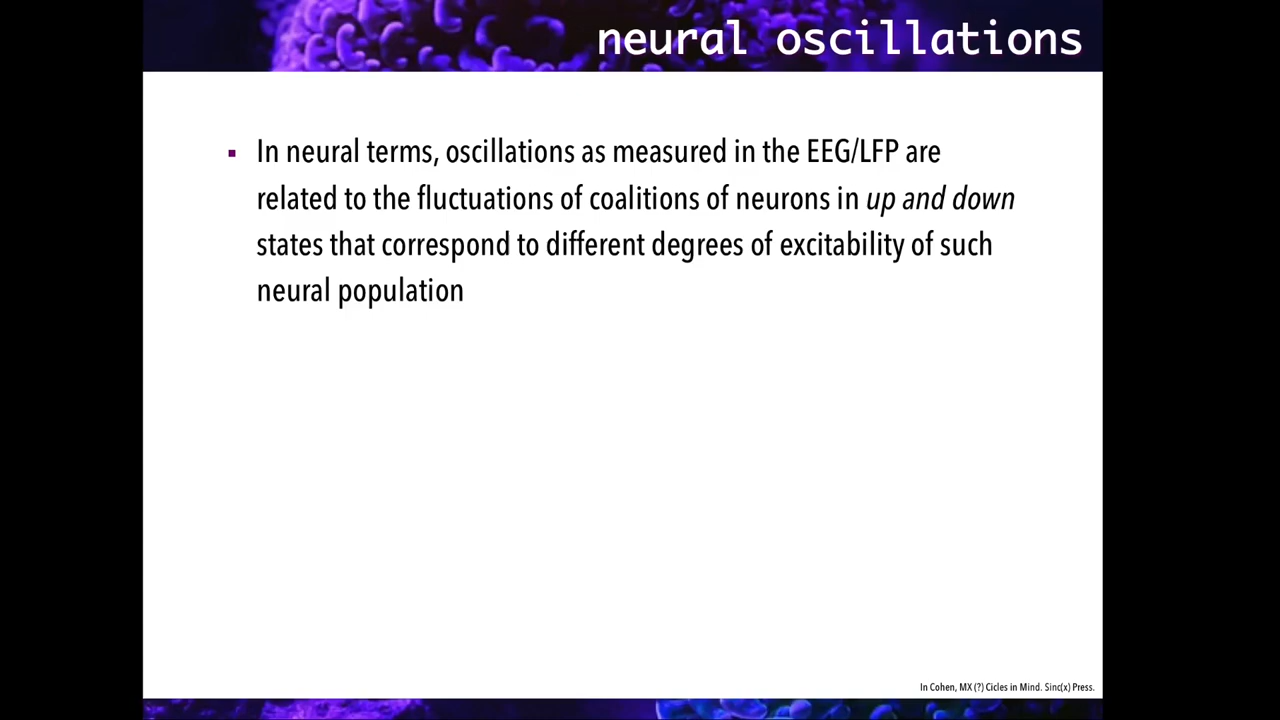 neural oscillations
▪ In neural terms, oscillations as measured in the EEG/LFP are
related to the fluctuations of coalitions of neurons in up and down
states that correspond to different degrees of excitability of such
neural population
In Cohen, MX (?) Cicles in Mind. Sinc(x) Press.